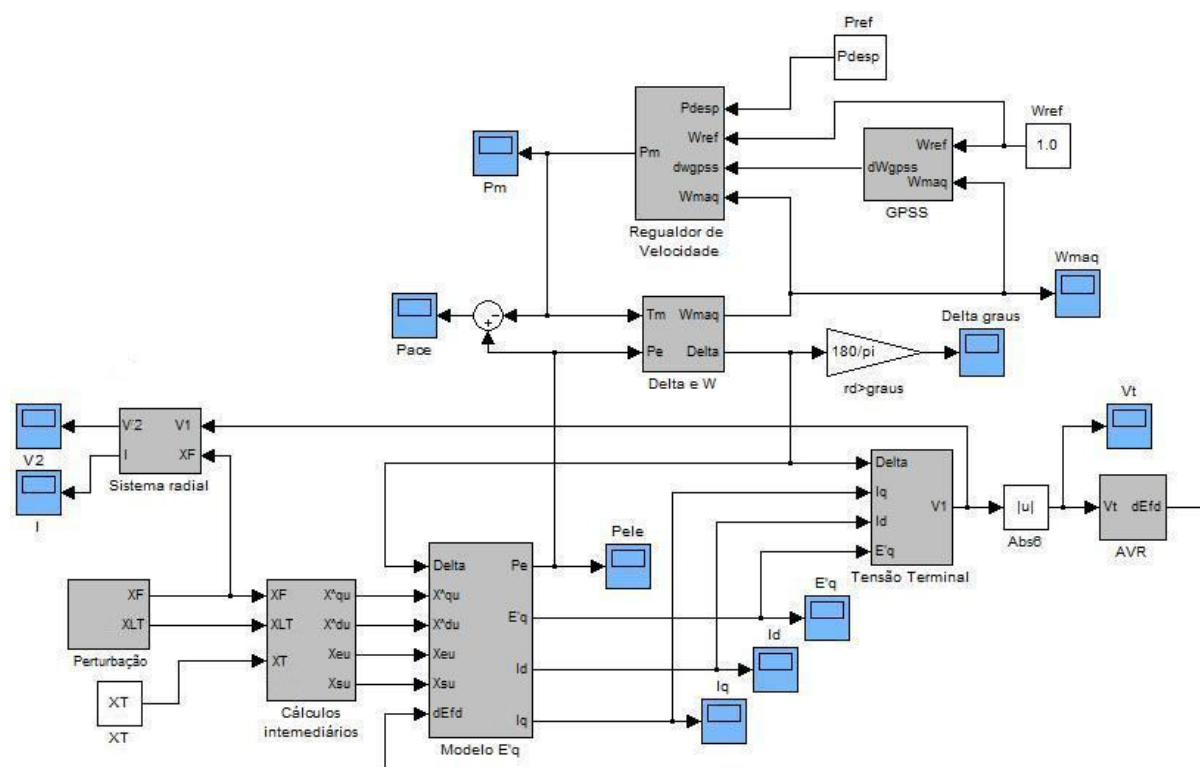 Pref
Pdesp
Wref
1.0
Pdesp
Wref
dwgpss
Wmaq
Pm
Regualdor de
Velocidade
Wref
dWgpss
Wmaq
GPSS
Pm
Wmaq
Pace
Tm
Wmaq
Pe
Delta
Delta e W
180/pi
rd>graus
Delta graus
Vt
V'2
V1
I
XF
Sistema radial
V2
I
Delta
Iq
Id
E'q
V1
Tensão Terminal
|u|
Abs6
Vt
dEfd
AVR
Pele
E'q
Id
Iq
XF
XLT
Perturbação
XT
XT
XF
X^qu
XLT
X^du
XT
Xeu
Xsu
Cálculos
intemediários
Delta
Pe
X^qu
X^du
E'q
Xeu
Id
Xsu
dEfd
Iq
Modelo E'q